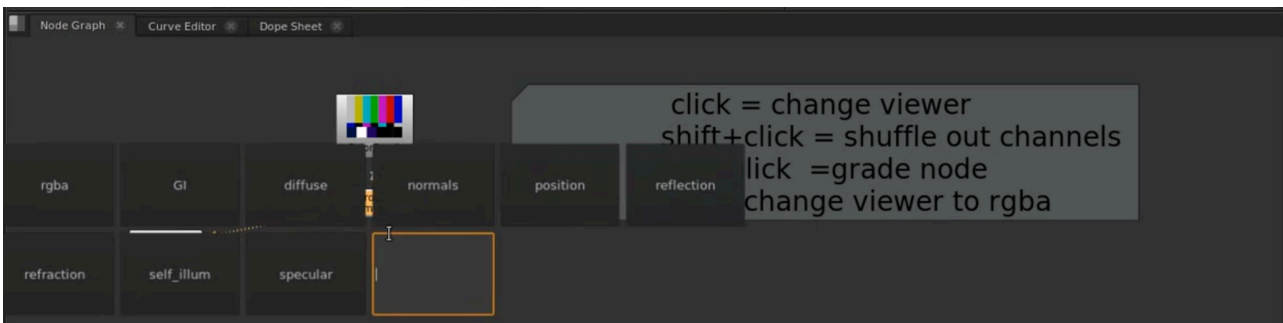 Node Graph
Curve Editor
Dope Sheet
click = change viewer
shift+click = shuffle out channels
lick  =grade node
change viewer to rgba
rgba
GI
diffuse
normals
position
reflection
refraction
self_illum
specular